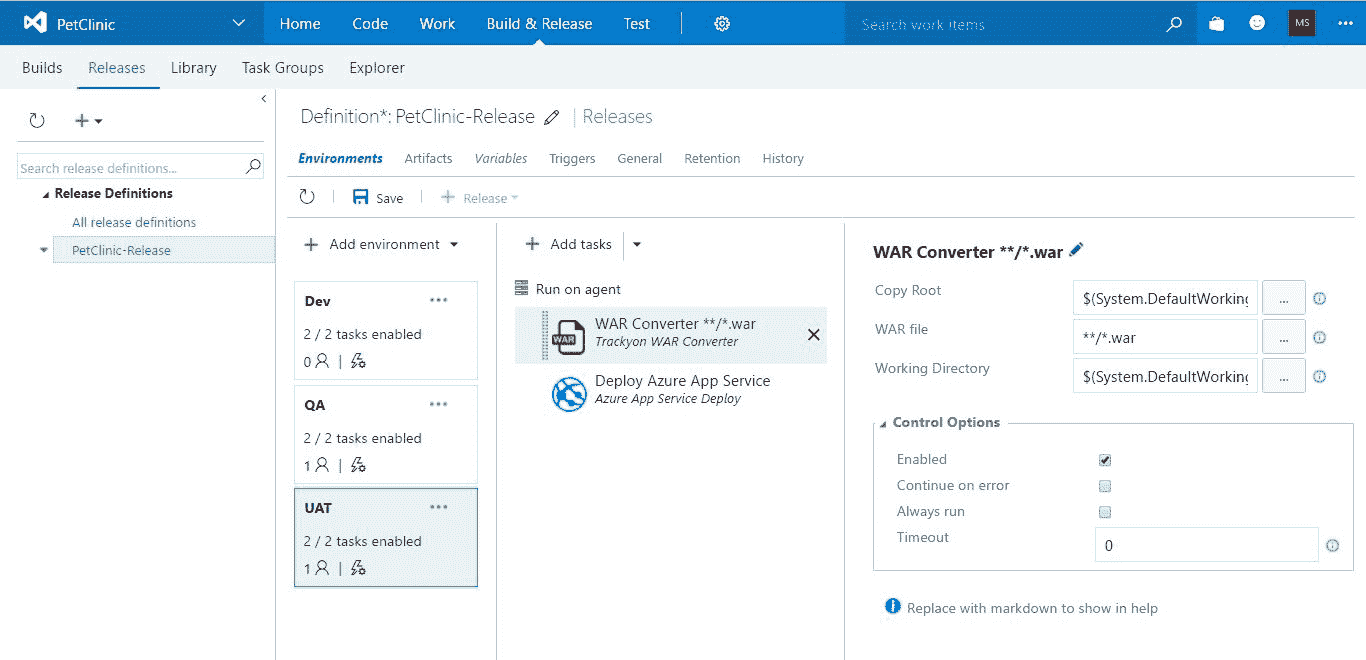 PetClinic
Home Code Work Build & Release Test
Search work items
MS
Builds Releases Library Task Groups Explorer
Search release definitions...
Release Definitions
All release definitions
PetClinic-Release
Definition*: PetClinic-Release | Releases
Environments Artifacts Variables Triggers General Retention History
Save
Release
Add environment
Dev
2 / 2 tasks enabled
0
QA
2 / 2 tasks enabled
1
UAT
2 / 2 tasks enabled
1
Add tasks
Run on agent
WAR
WAR Converter **/*.war
Trackyon WAR Converter
Deploy Azure App Service
Azure App Service Deploy
WAR Converter **/*.war
Copy Root $(System.DefaultWorking ...
WAR file **/*.war ...
Working Directory $(System.DefaultWorking ...
Control Options
Enabled
Continue on error
Always run
Timeout 0
Replace with markdown to show in help